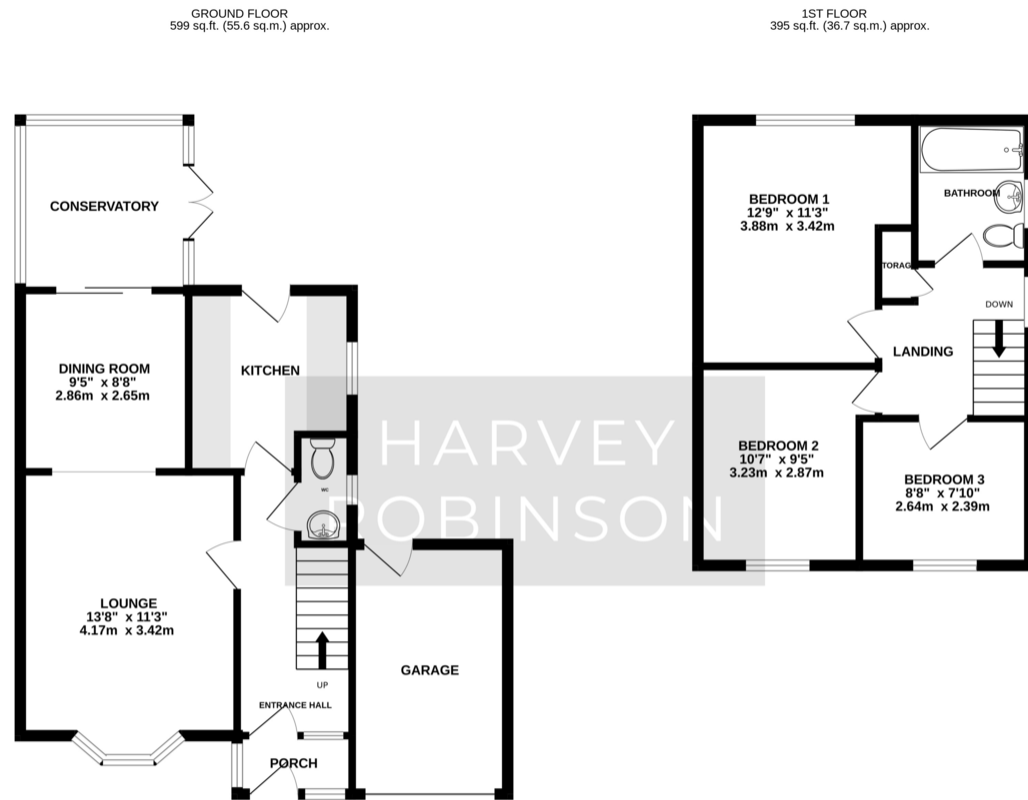 GROUND FLOOR
599 sq.ft. (55.6 sq.m.) approx.
1ST FLOOR
395 sq.ft. (36.7 sq.m.) approx.
CONSERVATORY
DINING ROOM
9'5" x 8'8"
2.86m x 2.65m
KITCHEN
WC
LOUNGE
13'8" x 11'3"
4.17m x 3.42m
UP
ENTRANCE HALL
PORCH
GARAGE
BEDROOM 1
12'9" x 11'3"
3.88m x 3.42m
BATHROOM
TORAG
DOWN
LANDING
BEDROOM 2
10'7" x 9'5"
3.23m x 2.87m
BEDROOM 3
8'8" x 7'10"
2.64m x 2.39m
HARVEY
ROBINSON